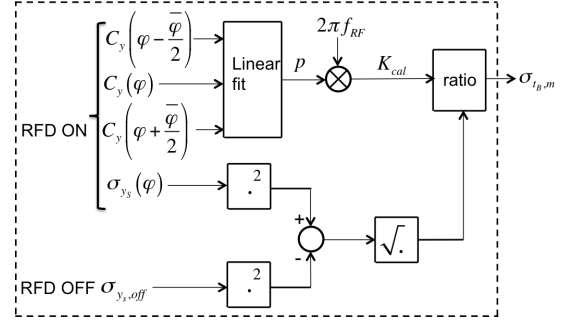 2πf_RF
C_y(φ − φ̅/2)
Linear
fit
p
K_cal
ratio
σ_{t_B,m}
C_y(φ)
RFD ON
C_y(φ + φ̅/2)
σ_{y_S}(φ)
.²
+
-
√.
RFD OFF σ_{y_s,off}
.²